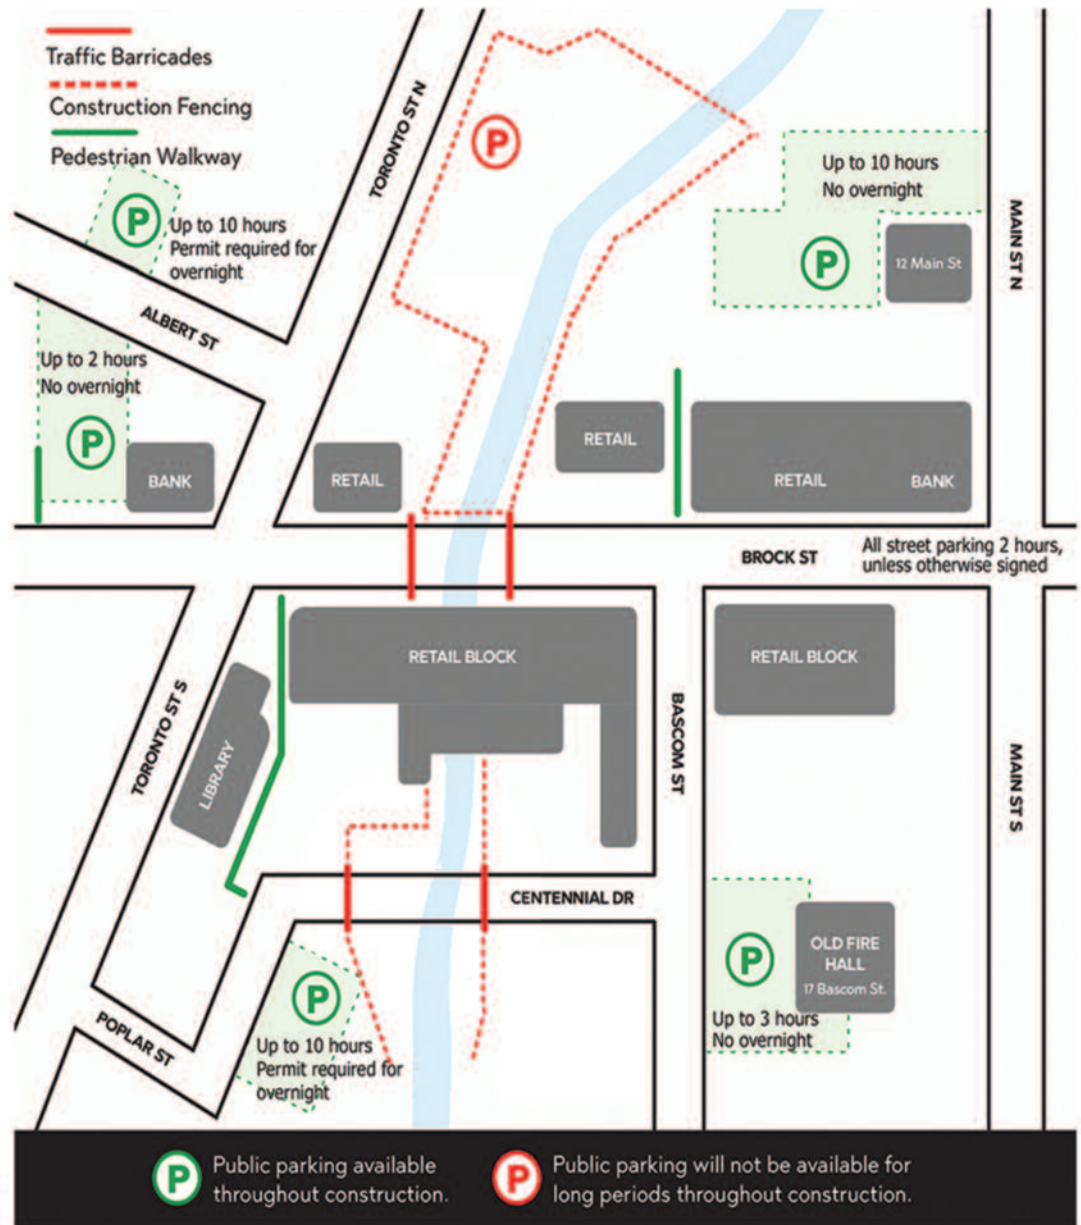 Traffic Barricades
Construction Fencing
Pedestrian Walkway
TORONTO ST N
P
P
Up to 10 hours
Permit required for
overnight
Up to 10 hours
No overnight
P
12 Main St
MAIN ST N
ALBERT ST
Up to 2 hours
No overnight
P
BANK
RETAIL
RETAIL
RETAIL
BANK
BROCK ST
All street parking 2 hours,
unless otherwise signed
RETAIL BLOCK
RETAIL BLOCK
TORONTO ST S
LIBRARY
BASCOM ST
MAIN ST S
CENTENNIAL DR
P
OLD FIRE
HALL
17 Bascom St.
Up to 3 hours
No overnight
P
POPLAR ST
Up to 10 hours
Permit required for
overnight
P
Public parking available
throughout construction.
P
Public parking will not be available for
long periods throughout construction.